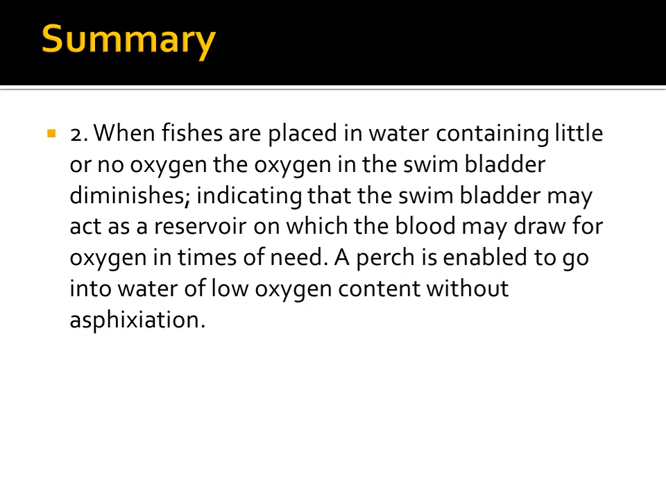 Summary
2. When fishes are placed in water containing little
or no oxygen the oxygen in the swim bladder
diminishes; indicating that the swim bladder may
act as a reservoir on which the blood may draw for
oxygen in times of need. A perch is enabled to go
into water of low oxygen content without
asphixiation.